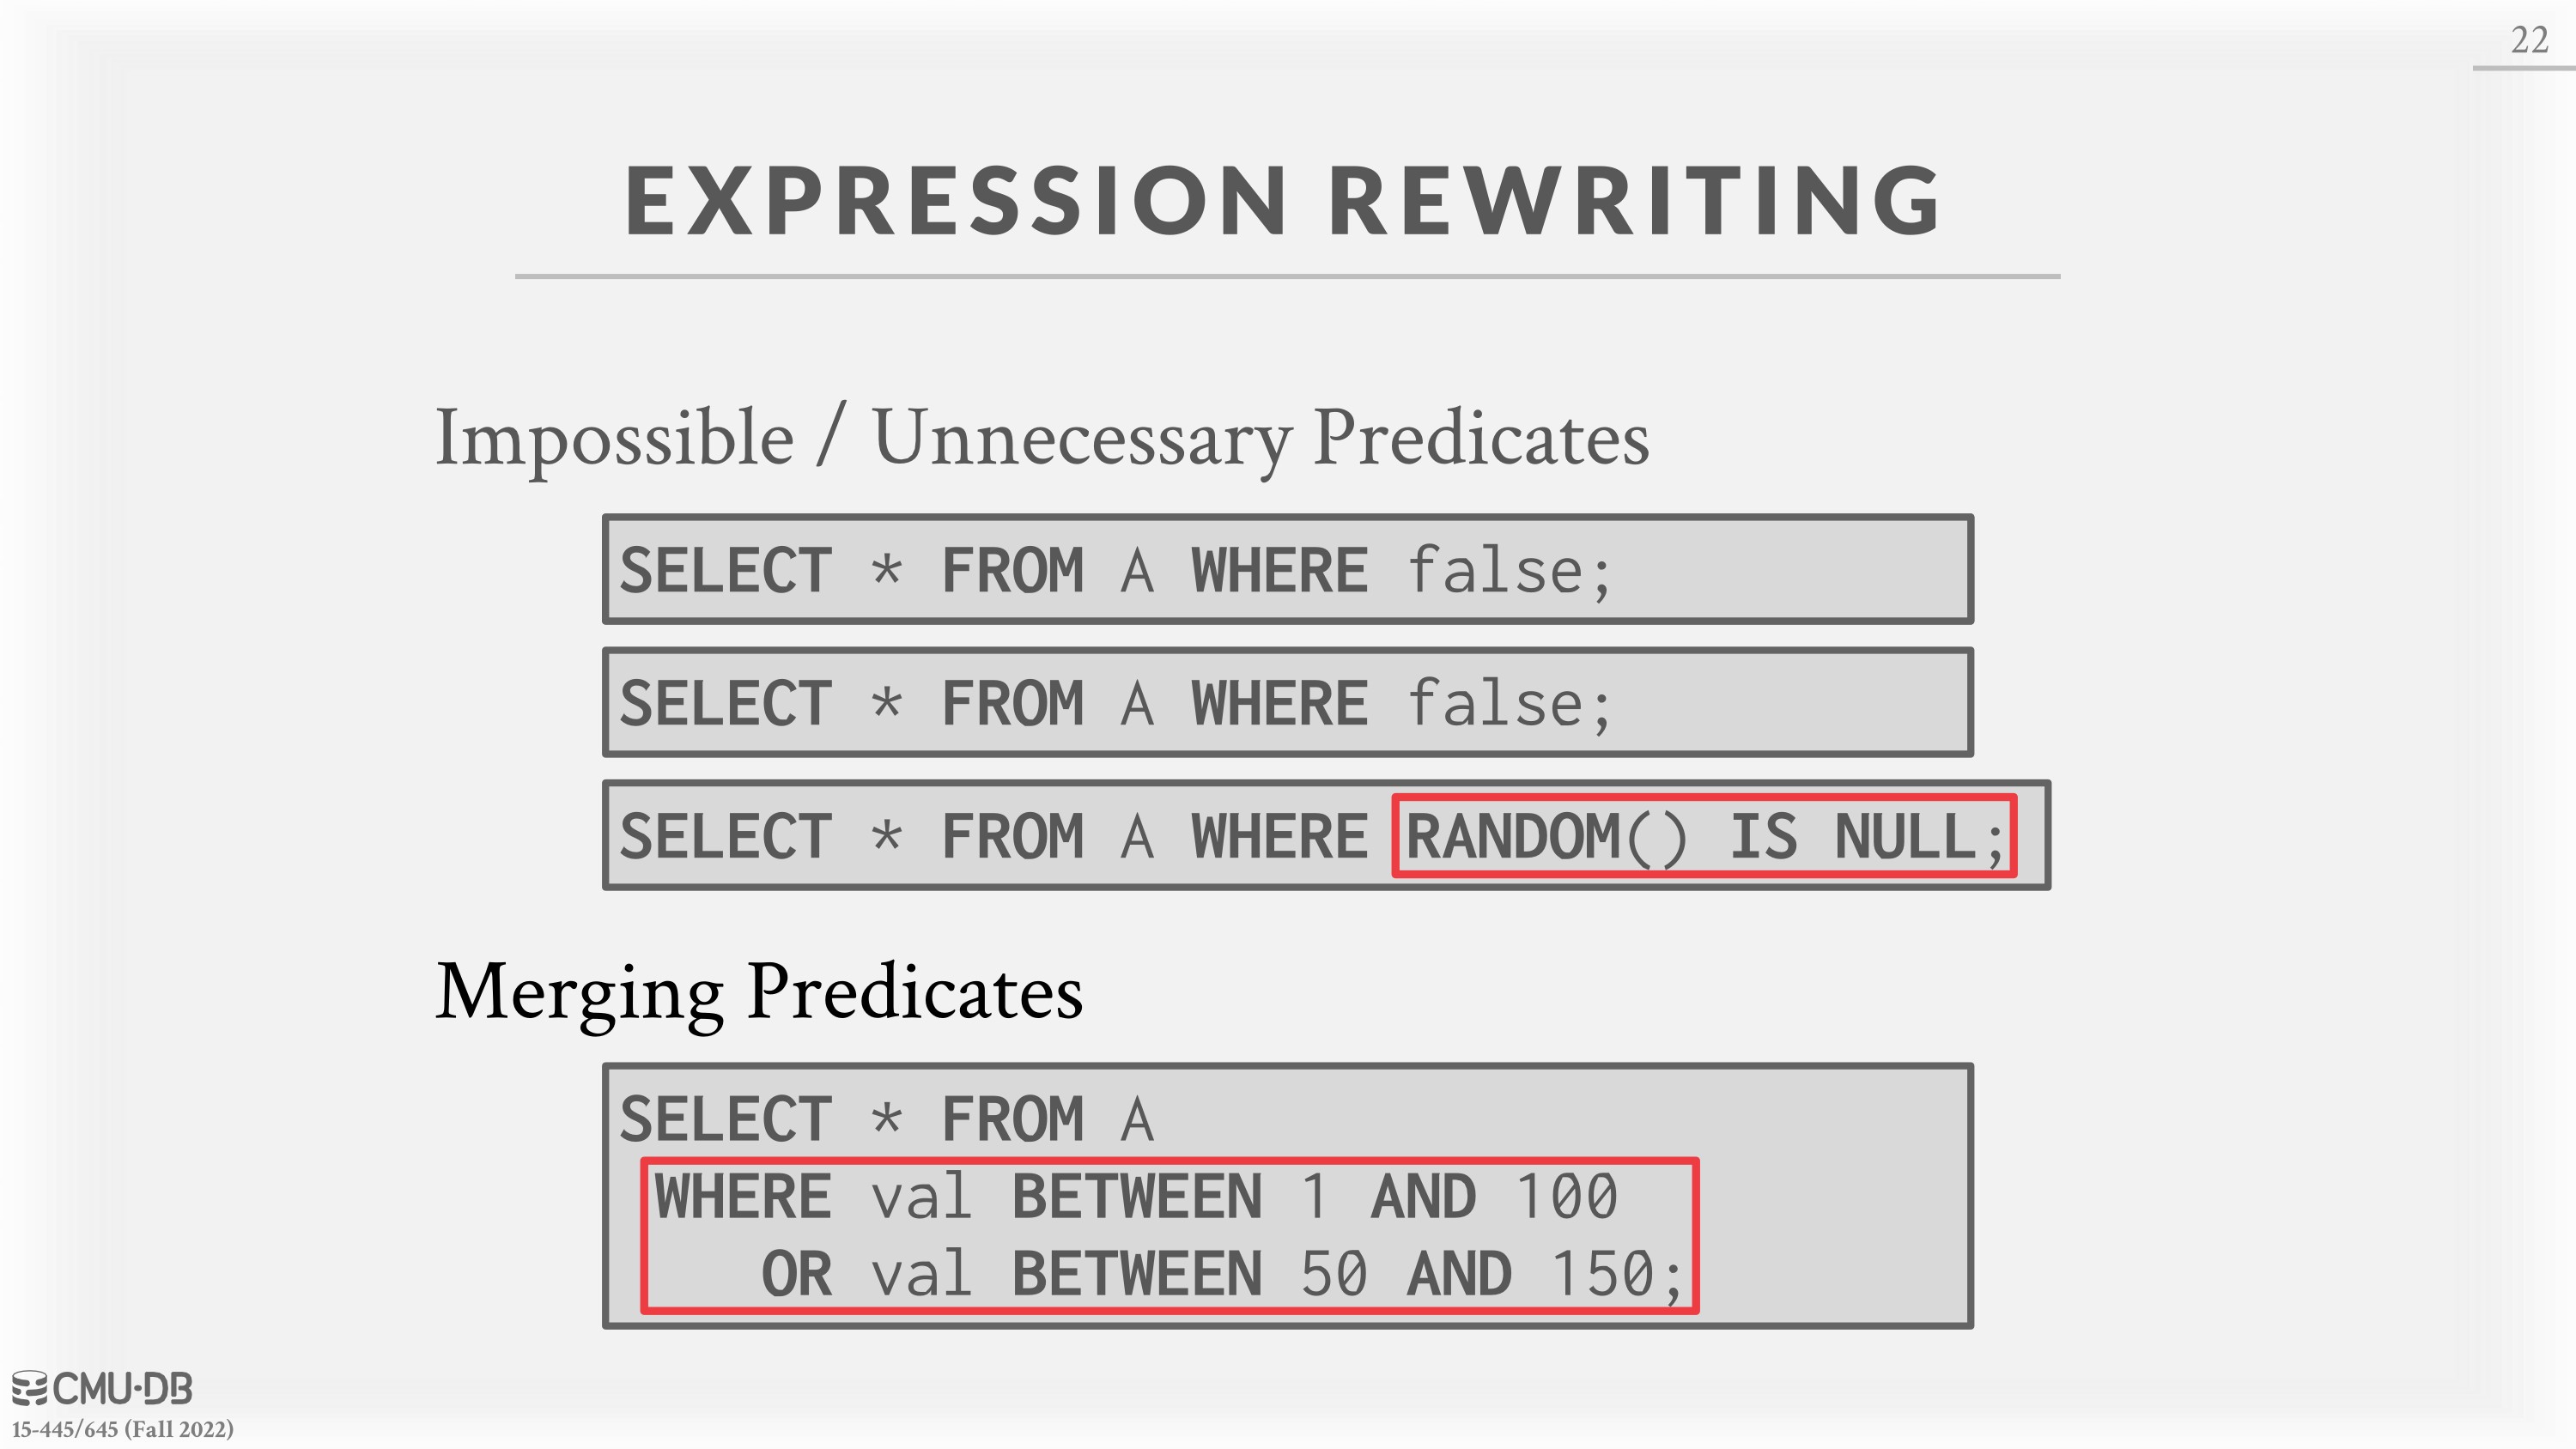 22
EXPRESSION REWRITING
Impossible / Unnecessary Predicates
SELECT * FROM A WHERE false;
SELECT * FROM A WHERE false;
SELECT * FROM A WHERE RANDOM() IS NULL;
Merging Predicates
SELECT * FROM A
WHERE val BETWEEN 1 AND 100
OR val BETWEEN 50 AND 150;
CMU·DB
15-445/645 (Fall 2022)